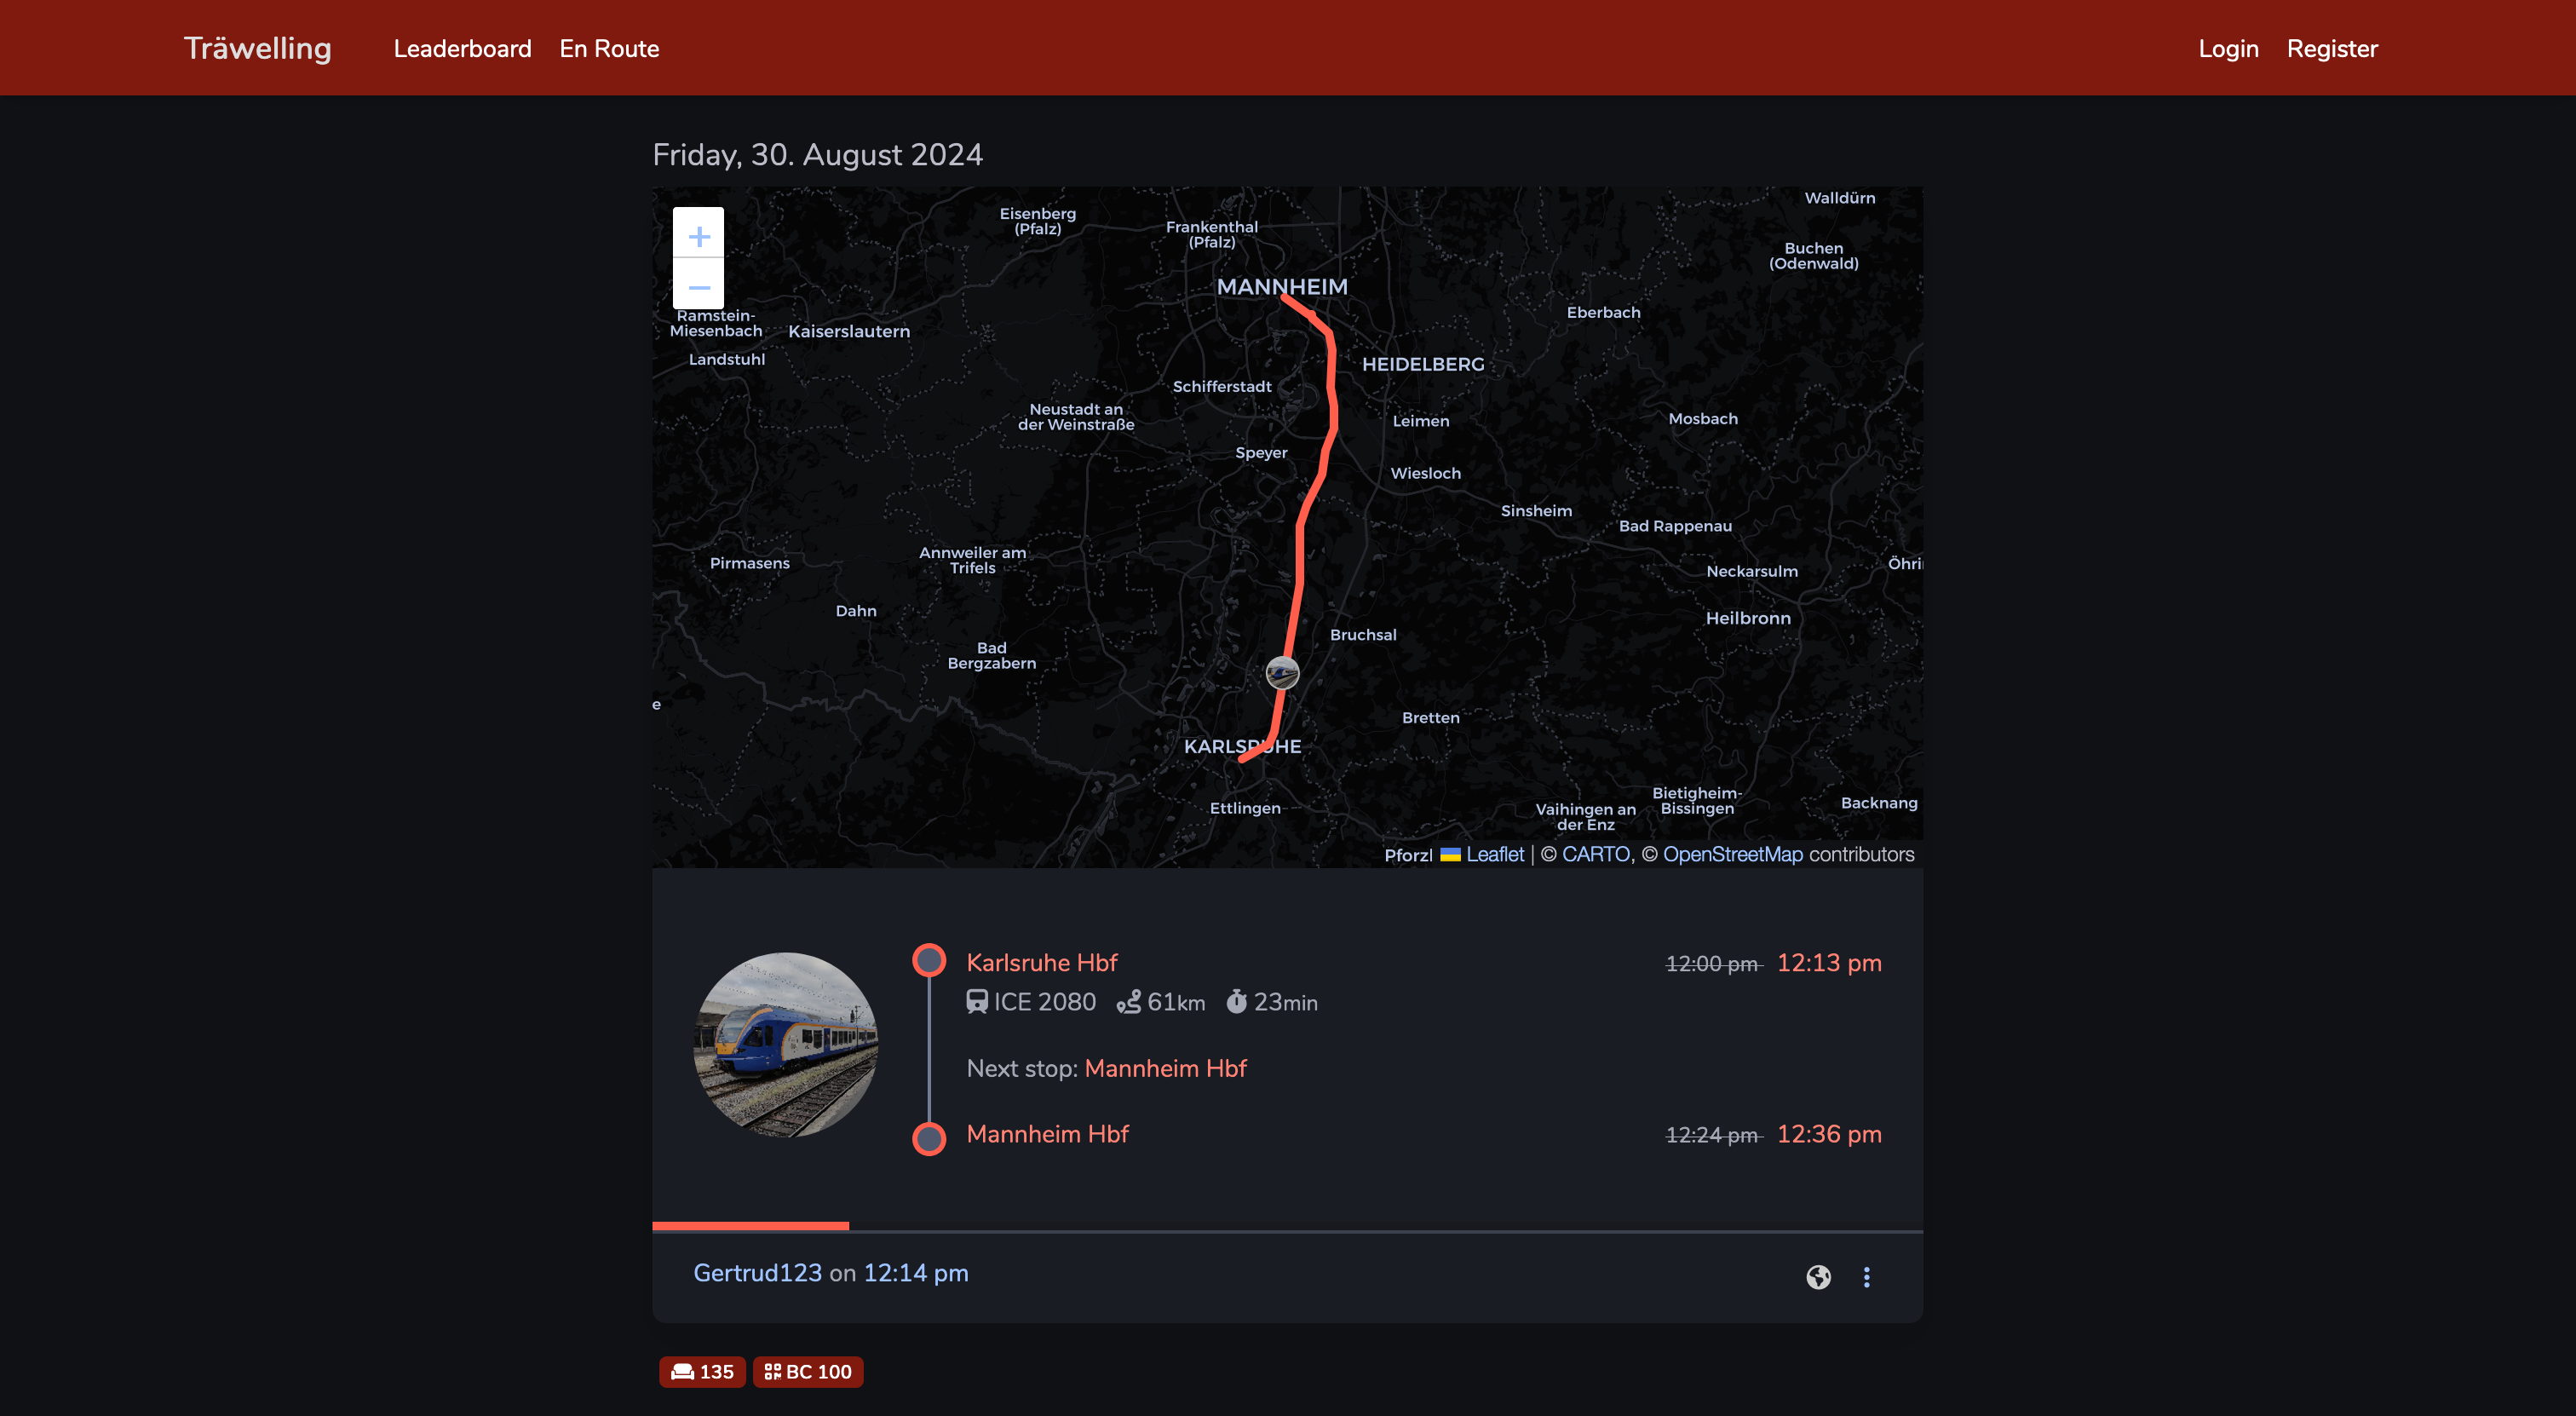 Träwelling Leaderboard En Route Login Register
Friday, 30. August 2024
+
−
Walldürn
Eisenberg
(Pfalz)
Frankenthal
(Pfalz)
Buchen
(Odenwald)
MANNHEIM
Ramstein-
Miesenbach
Kaiserslautern
Eberbach
Landstuhl
HEIDELBERG
Schifferstadt
Neustadt an
der Weinstraße
Leimen
Mosbach
Speyer
Wiesloch
Sinsheim
Bad Rappenau
Annweiler am
Trifels
Pirmasens
Öhri
Neckarsulm
Dahn
Heilbronn
Bruchsal
Bad
Bergzabern
e
Bretten
KARLSRUHE
Ettlingen
Vaihingen an
der Enz
Bietigheim-
Bissingen
Backnang
Pforzl Leaflet | © CARTO, © OpenStreetMap contributors
Karlsruhe Hbf 12:00 pm 12:13 pm
ICE 2080 61km 23min
Next stop: Mannheim Hbf
Mannheim Hbf 12:24 pm 12:36 pm
Gertrud123 on 12:14 pm
135 BC 100